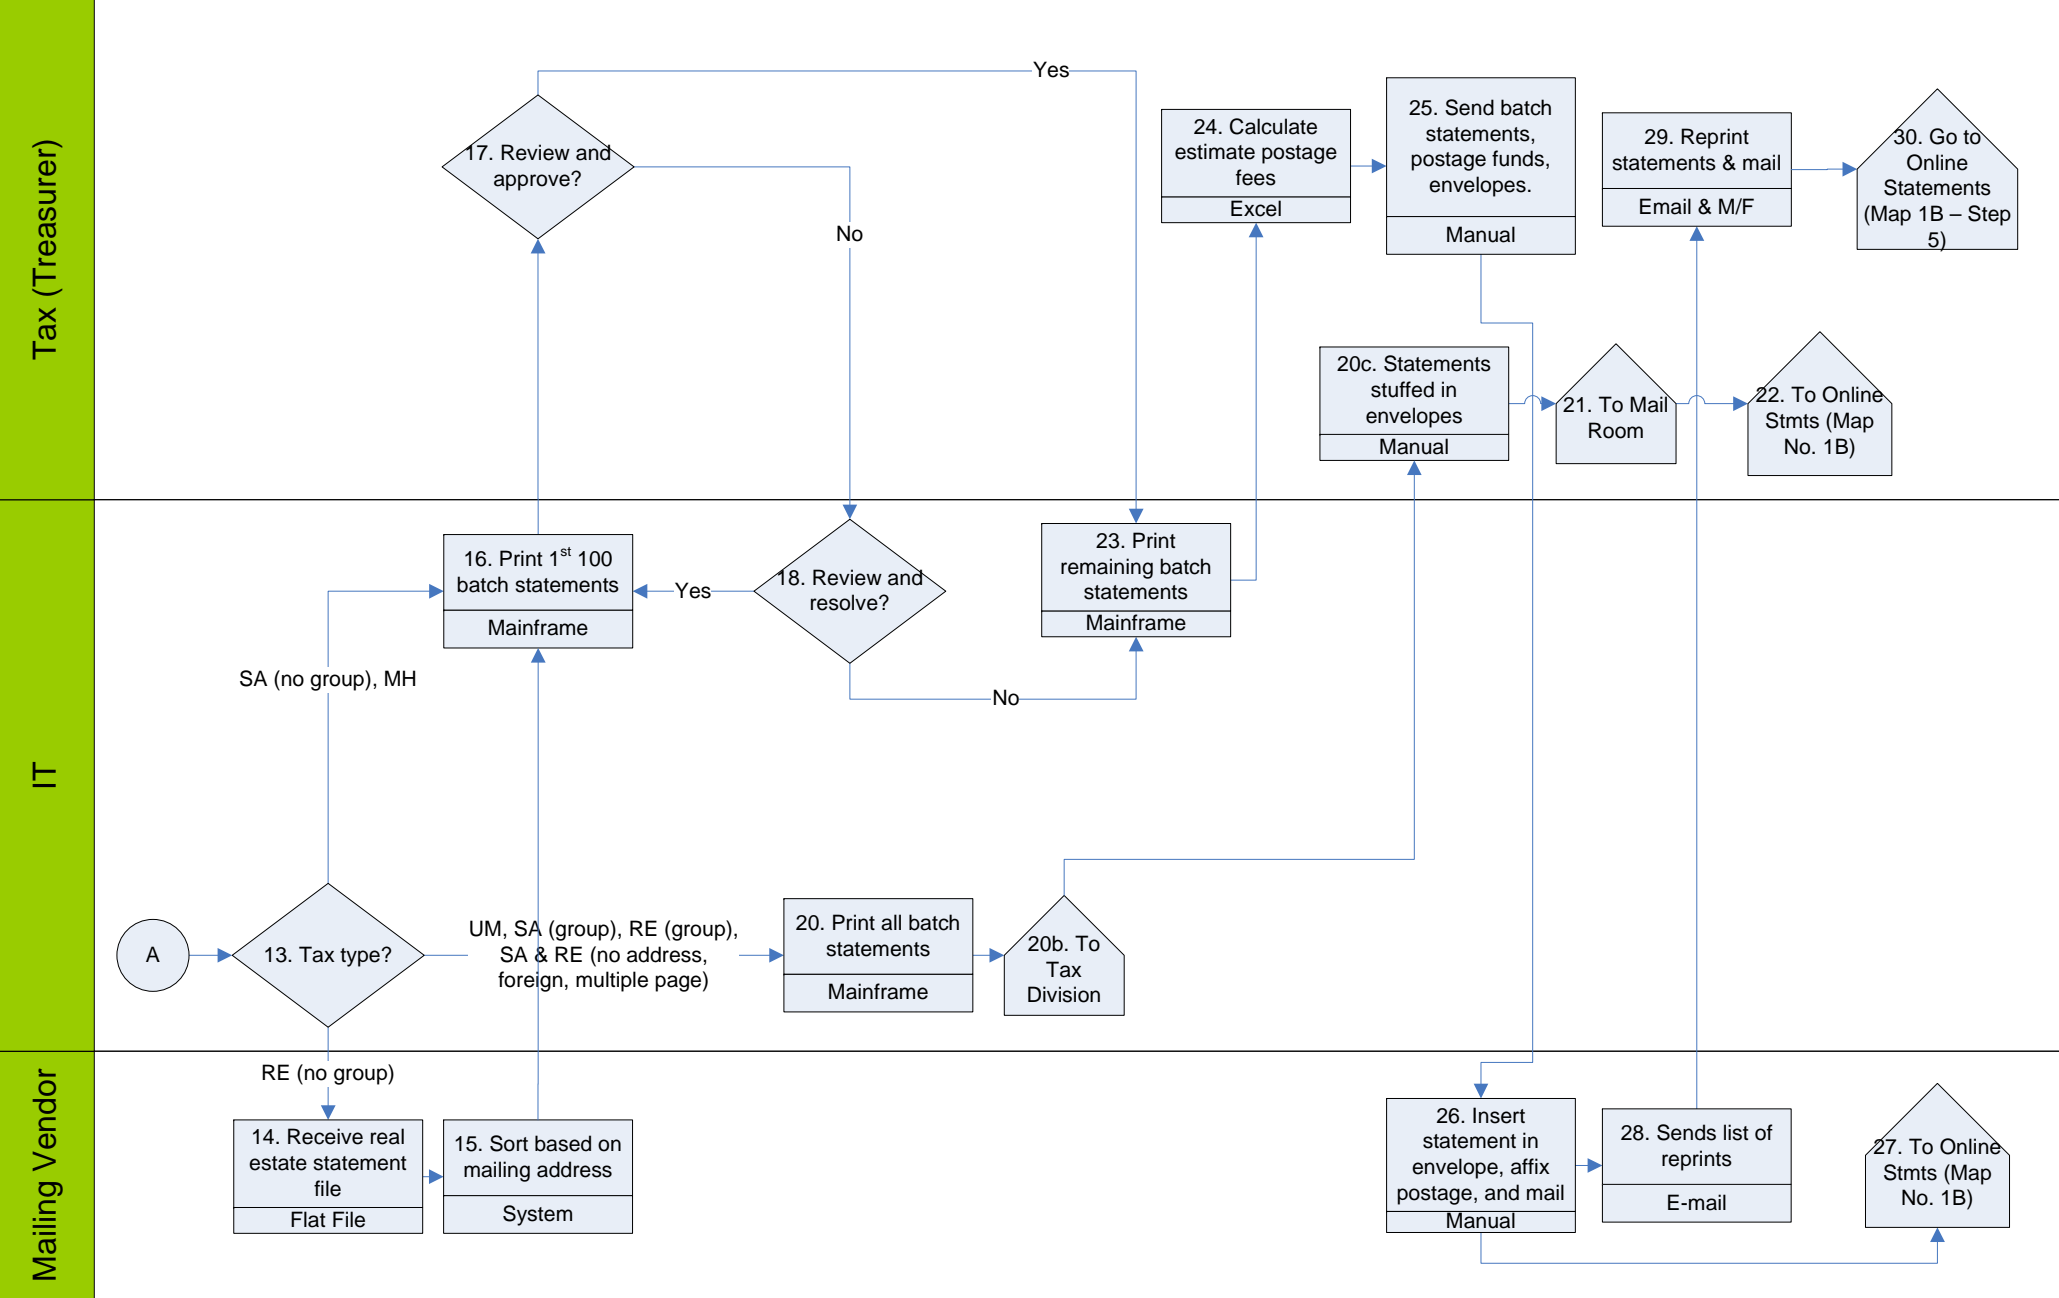 Tax (Treasurer)
Yes
17. Review and
approve?
No
24. Calculate
estimate postage
fees
Excel
25. Send batch
statements,
postage funds,
envelopes.
Manual
29. Reprint
statements & mail
Email & M/F
30. Go to
Online
Statements
(Map 1B – Step
5)
20c. Statements
stuffed in
envelopes
Manual
21. To Mail
Room
22. To Online
Stmts (Map
No. 1B)
IT
16. Print 1st 100
batch statements
Mainframe
Yes
18. Review and
resolve?
No
23. Print
remaining batch
statements
Mainframe
SA (no group), MH
A
13. Tax type?
UM, SA (group), RE (group),
SA & RE (no address,
foreign, multiple page)
20. Print all batch
statements
Mainframe
20b. To
Tax
Division
Mailing Vendor
RE (no group)
14. Receive real
estate statement
file
Flat File
15. Sort based on
mailing address
System
26. Insert
statement in
envelope, affix
postage, and mail
Manual
28. Sends list of
reprints
E-mail
27. To Online
Stmts (Map
No. 1B)